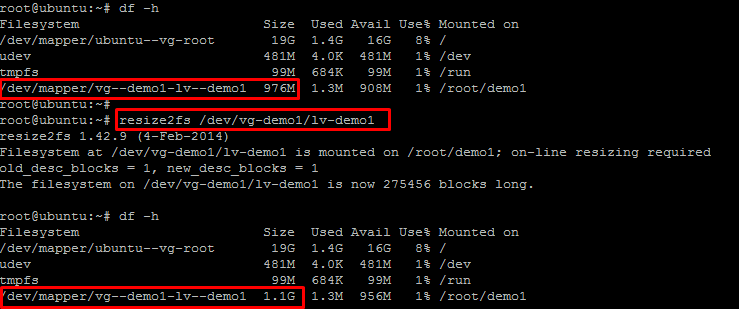 root@ubuntu:~# df -h
Filesystem Size Used Avail Use% Mounted on
/dev/mapper/ubuntu--vg-root 19G 1.4G 16G 8% /
udev 481M 4.0K 481M 1% /dev
tmpfs 99M 684K 99M 1% /run
/dev/mapper/vg--demo1-lv--demo1 976M 1.3M 908M 1% /root/demo1
root@ubuntu:~#
root@ubuntu:~# resize2fs /dev/vg-demo1/lv-demo1
resize2fs 1.42.9 (4-Feb-2014)
Filesystem at /dev/vg-demo1/lv-demo1 is mounted on /root/demo1; on-line resizing required
old_desc_blocks = 1, new_desc_blocks = 1
The filesystem on /dev/vg-demo1/lv-demo1 is now 275456 blocks long.
root@ubuntu:~# df -h
Filesystem Size Used Avail Use% Mounted on
/dev/mapper/ubuntu--vg-root 19G 1.4G 16G 8% /
udev 481M 4.0K 481M 1% /dev
tmpfs 99M 684K 99M 1% /run
/dev/mapper/vg--demo1-lv--demo1 1.1G 1.3M 956M 1% /root/demo1